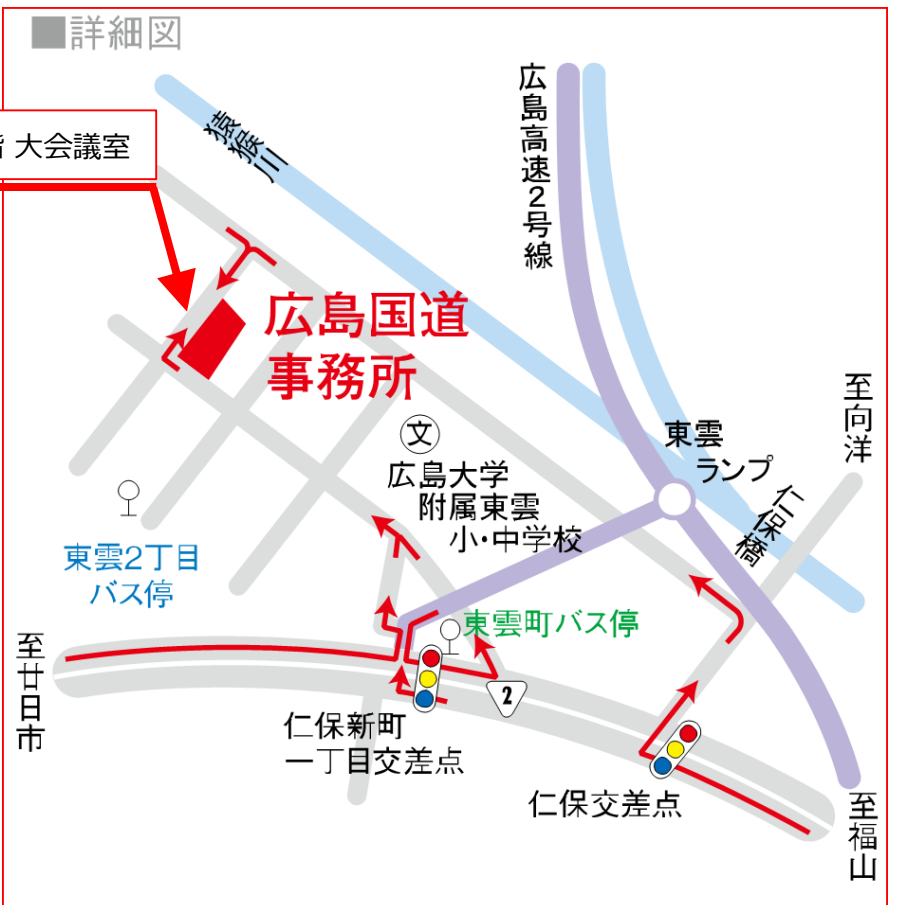 ■詳細図
大会議室
猿猴川
広島高速2号線
広島国道
事務所
文
広島大学
附属東雲
小・中学校
東雲
ランプ
仁保橋
至向洋
東雲2丁目
バス停
東雲町バス停
至廿日市
2
仁保新町
一丁目交差点
仁保交差点
至福山